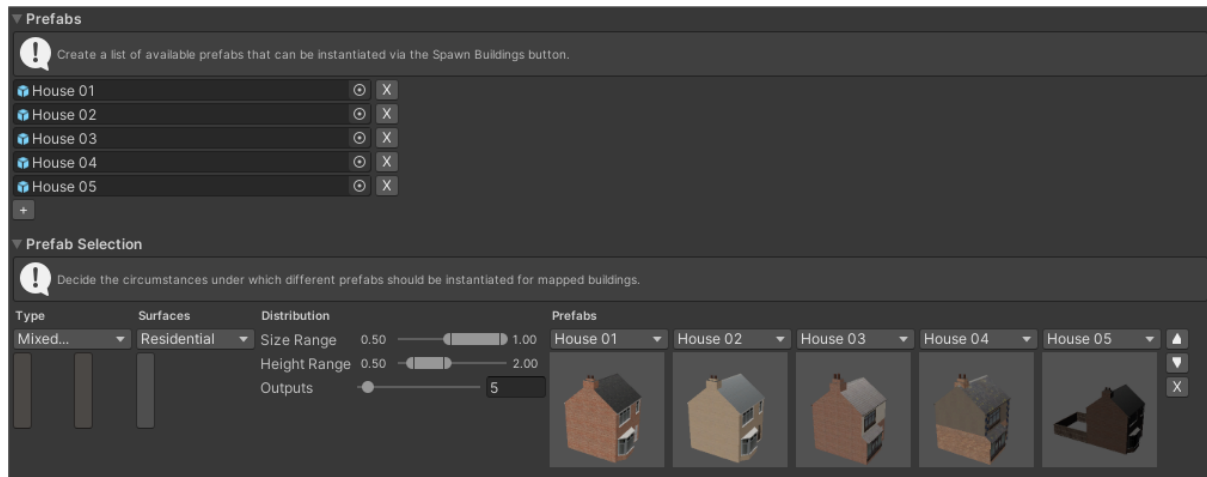 Prefabs
Create a list of available prefabs that can be instantiated via the Spawn Buildings button.
House 01 X
House 02 X
House 03 X
House 04 X
House 05 X
+
Prefab Selection
Decide the circumstances under which different prefabs should be instantiated for mapped buildings.
Type Surfaces Distribution Prefabs
Mixed... Residential Size Range 0.50 1.00 House 01 House 02 House 03 House 04 House 05
Height Range 0.50 2.00
Outputs 5 X